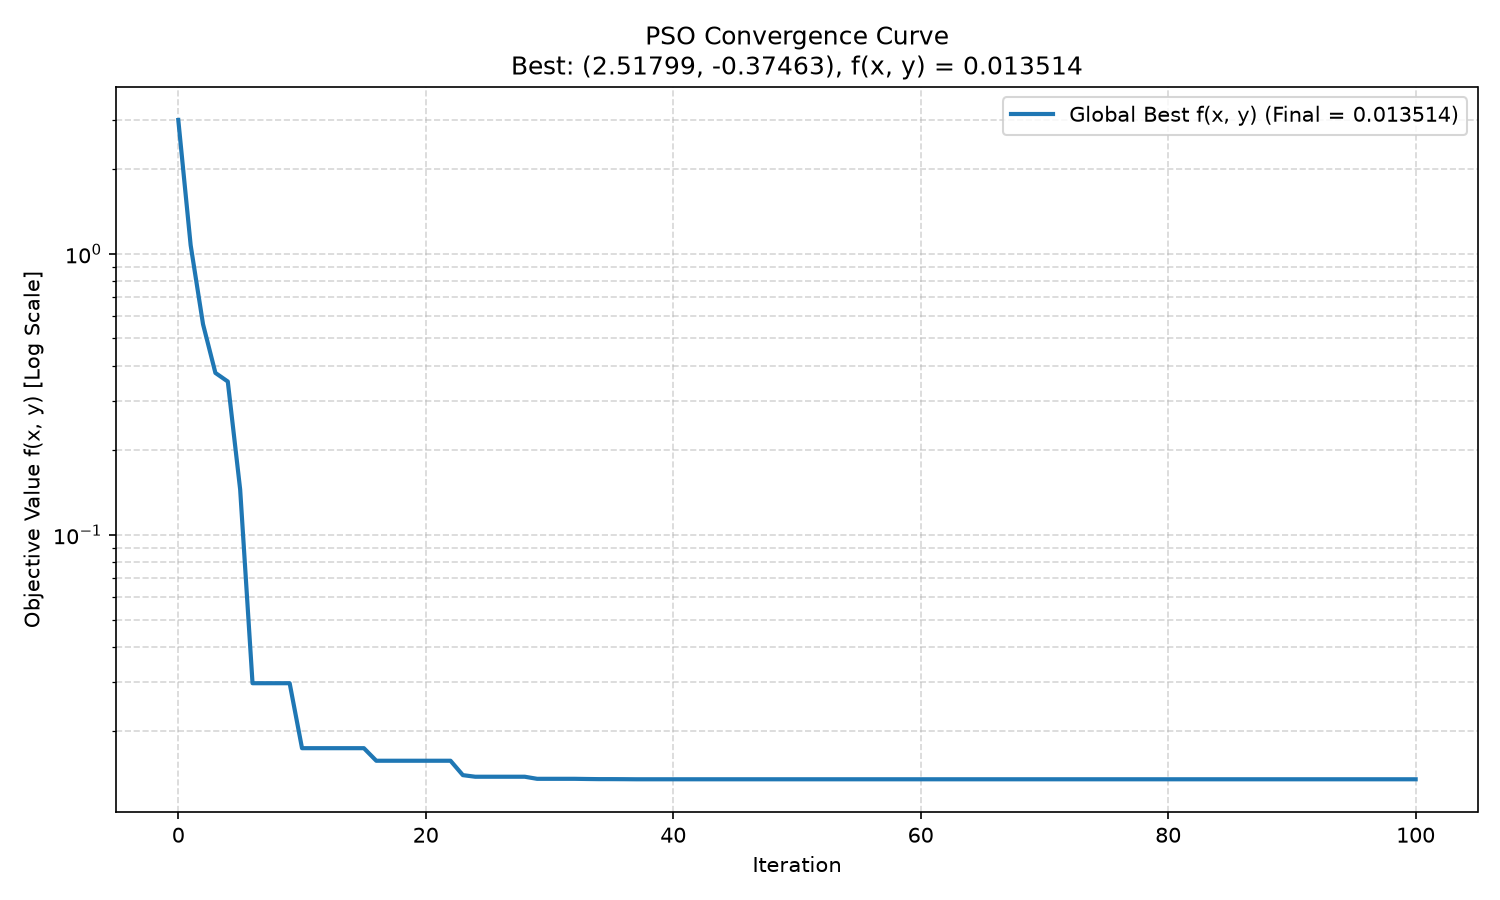 PSO Convergence Curve
Best: (2.51799, -0.37463), f(x, y) = 0.013514
Global Best f(x, y) (Final = 0.013514)
Objective Value f(x, y) [Log Scale]
10⁰
10⁻¹
0 20 40 60 80 100
Iteration